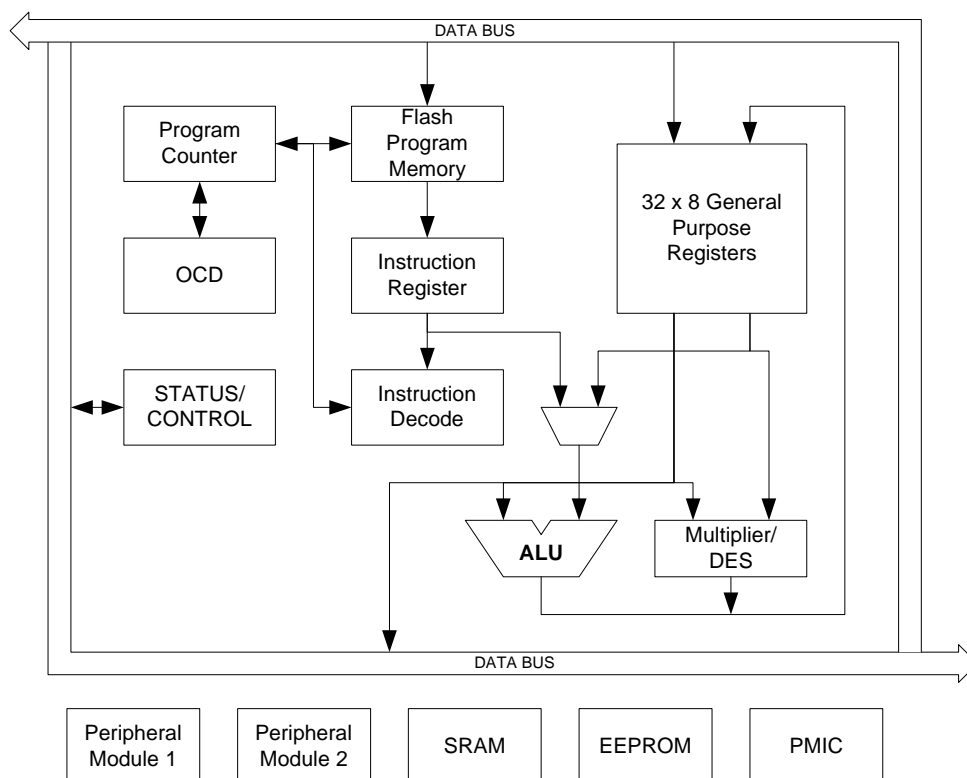 DATA BUS
Program
Counter
Flash
Program
Memory
32 x 8 General
Purpose
Registers
OCD
Instruction
Register
STATUS/
CONTROL
Instruction
Decode
ALU
Multiplier/
DES
DATA BUS
Peripheral
Module 1
Peripheral
Module 2
SRAM
EEPROM
PMIC